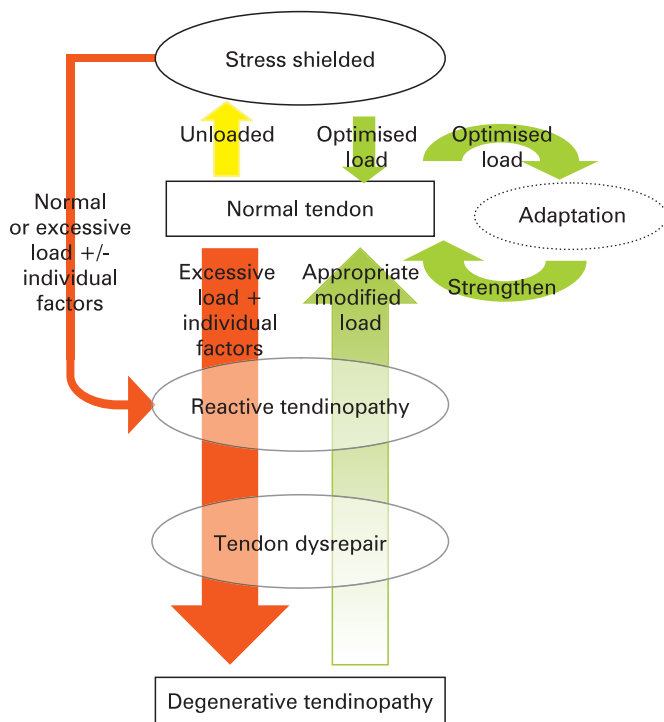 Stress shielded
Unloaded
Optimised
load
Optimised
load
Normal
or excessive
load +/-
individual
factors
Normal tendon
Adaptation
Excessive
load +
individual
factors
Appropriate
modified
load
Strengthen
Reactive tendinopathy
Tendon dysrepair
Degenerative tendinopathy